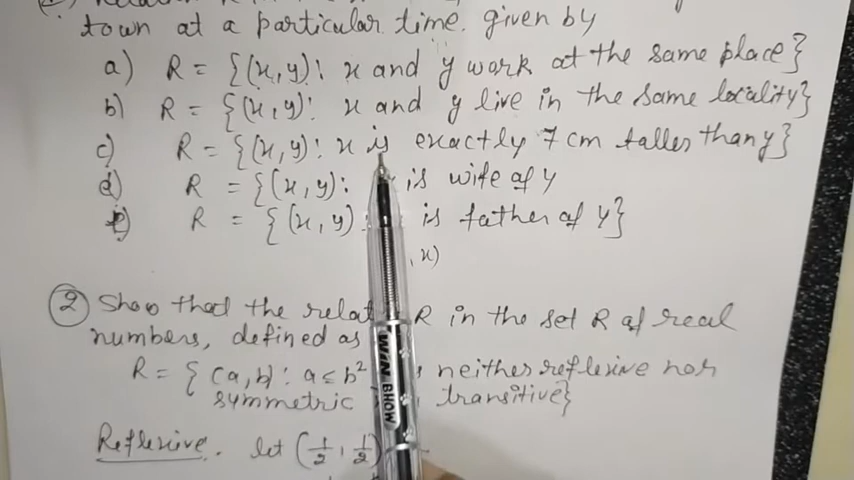 town at a particular time. given by
a) R = {(x,y): x and y work at the same place}
b) R = {(x,y): x and y live in the same locality}
c) R = {(x,y): x is exactly 7 cm taller than y}
d) R = {(x,y): is wife of y
e) R = {(x,y) is father of y}
, x)
② Show that the relat R in the set R of real
numbers, defined as
R = { (a,b): a ≤ b² neither reflexive nor
symmetric transitive}
Reflexive. let (1/2, 1/2)
WIN BHOW